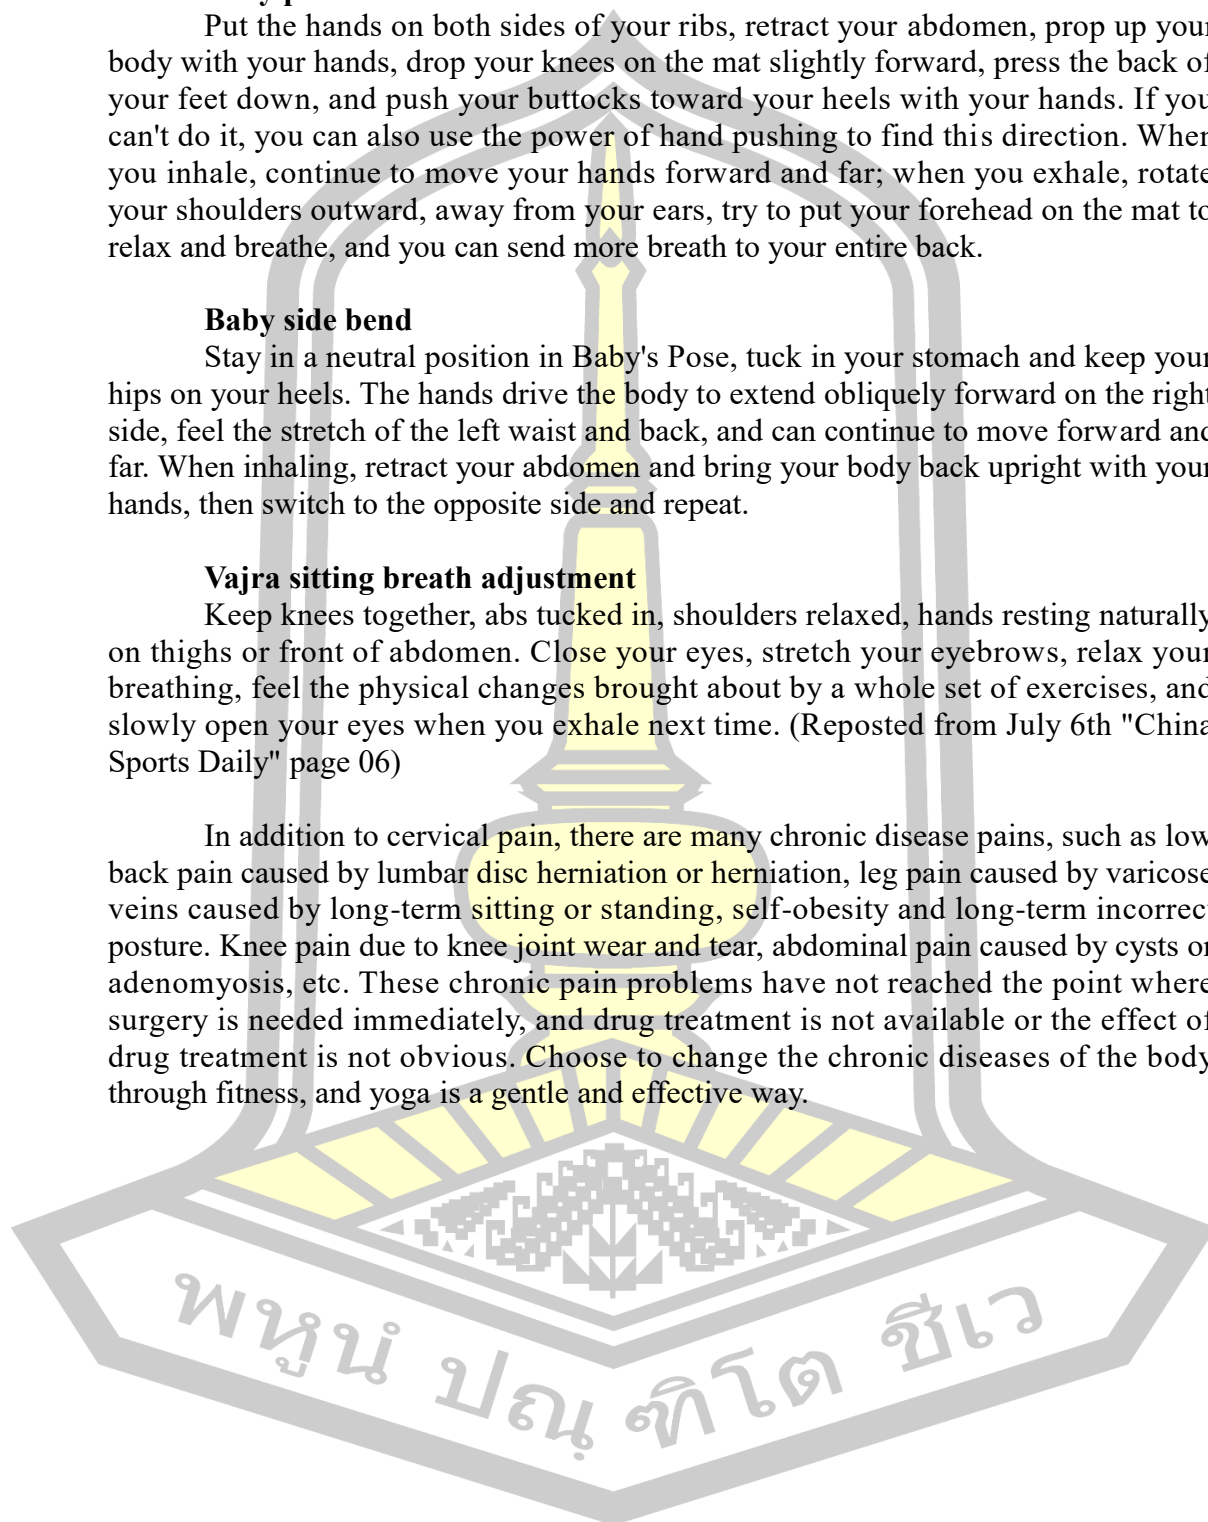 Put the hands on both sides of your ribs, retract your abdomen, prop up your
body with your hands, drop your knees on the mat slightly forward, press the back of
your feet down, and push your buttocks toward your heels with your hands. If you
can't do it, you can also use the power of hand pushing to find this direction. When
you inhale, continue to move your hands forward and far; when you exhale, rotate
your shoulders outward, away from your ears, try to put your forehead on the mat to
relax and breathe, and you can send more breath to your entire back.
Baby side bend
Stay in a neutral position in Baby's Pose, tuck in your stomach and keep your
hips on your heels. The hands drive the body to extend obliquely forward on the right
side, feel the stretch of the left waist and back, and can continue to move forward and
far. When inhaling, retract your abdomen and bring your body back upright with your
hands, then switch to the opposite side and repeat.
Vajra sitting breath adjustment
Keep knees together, abs tucked in, shoulders relaxed, hands resting naturally
on thighs or front of abdomen. Close your eyes, stretch your eyebrows, relax your
breathing, feel the physical changes brought about by a whole set of exercises, and
slowly open your eyes when you exhale next time. (Reposted from July 6th "China
Sports Daily" page 06)
In addition to cervical pain, there are many chronic disease pains, such as low
back pain caused by lumbar disc herniation or herniation, leg pain caused by varicose
veins caused by long-term sitting or standing, self-obesity and long-term incorrect
posture. Knee pain due to knee joint wear and tear, abdominal pain caused by cysts or
adenomyosis, etc. These chronic pain problems have not reached the point where
surgery is needed immediately, and drug treatment is not available or the effect of
drug treatment is not obvious. Choose to change the chronic diseases of the body
through fitness, and yoga is a gentle and effective way.
พหูนํ ปณฺฑิโต ชีเว